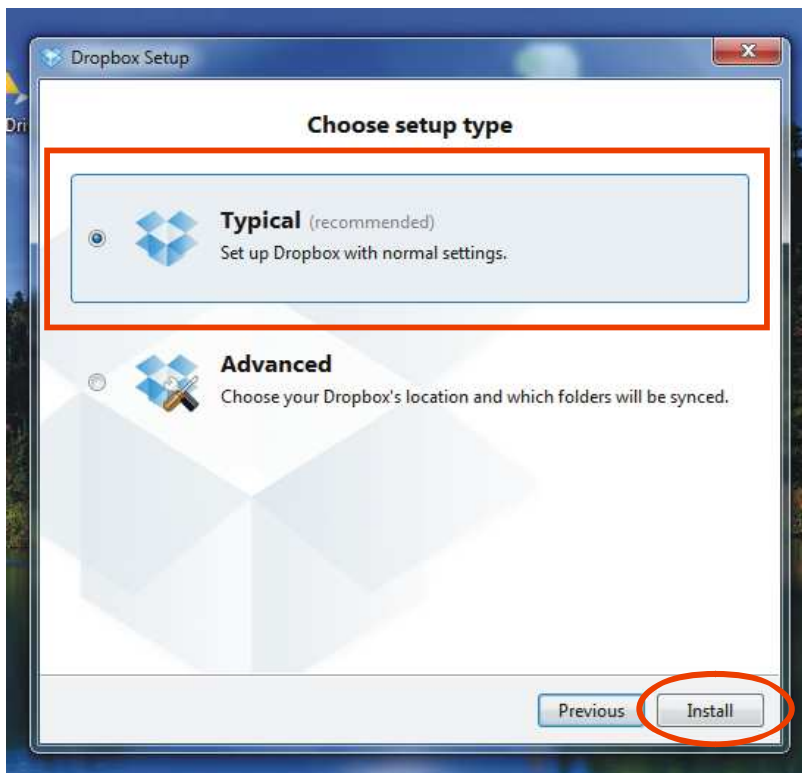 Dropbox Setup
Dri
Choose setup type
Typical (recommended)
Set up Dropbox with normal settings.
Advanced
Choose your Dropbox's location and which folders will be synced.
Previous
Install